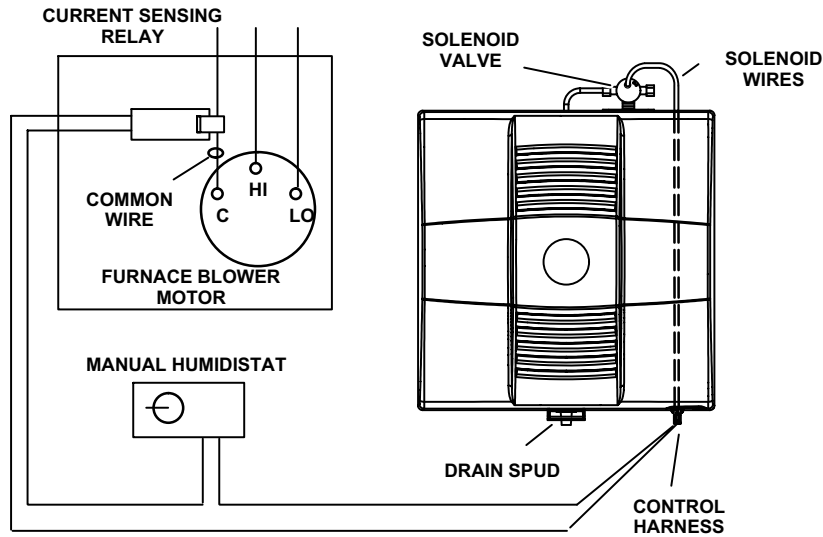 CURRENT SENSING
RELAY
SOLENOID
VALVE
SOLENOID
WIRES
COMMON
WIRE
HI
C
LO
FURNACE BLOWER
MOTOR
MANUAL HUMIDISTAT
DRAIN SPUD
CONTROL
HARNESS